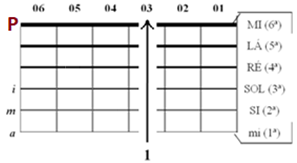 06 05 04 03 02 01
P MI (6ª)
LÁ (5ª)
RÉ (4ª)
i SOL (3ª)
m SI (2ª)
a mi (1ª)
1